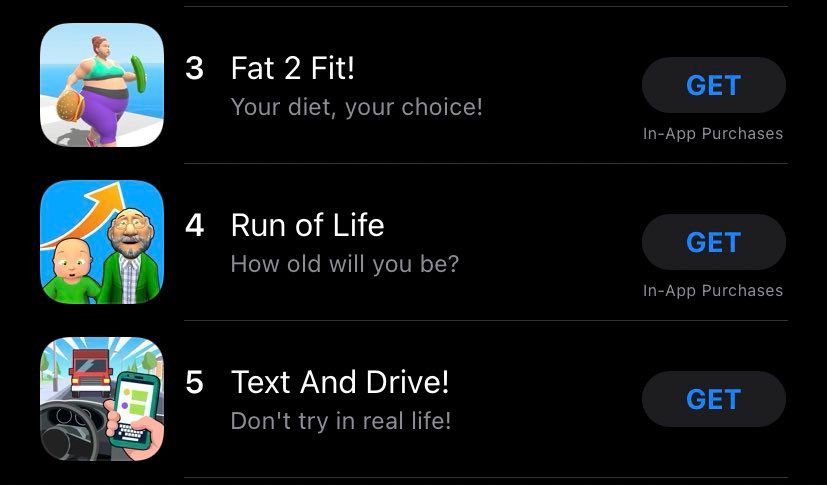 3 Fat 2 Fit!
Your diet, your choice!
GET
In-App Purchases
4 Run of Life
How old will you be?
GET
In-App Purchases
5 Text And Drive!
Don't try in real life!
GET